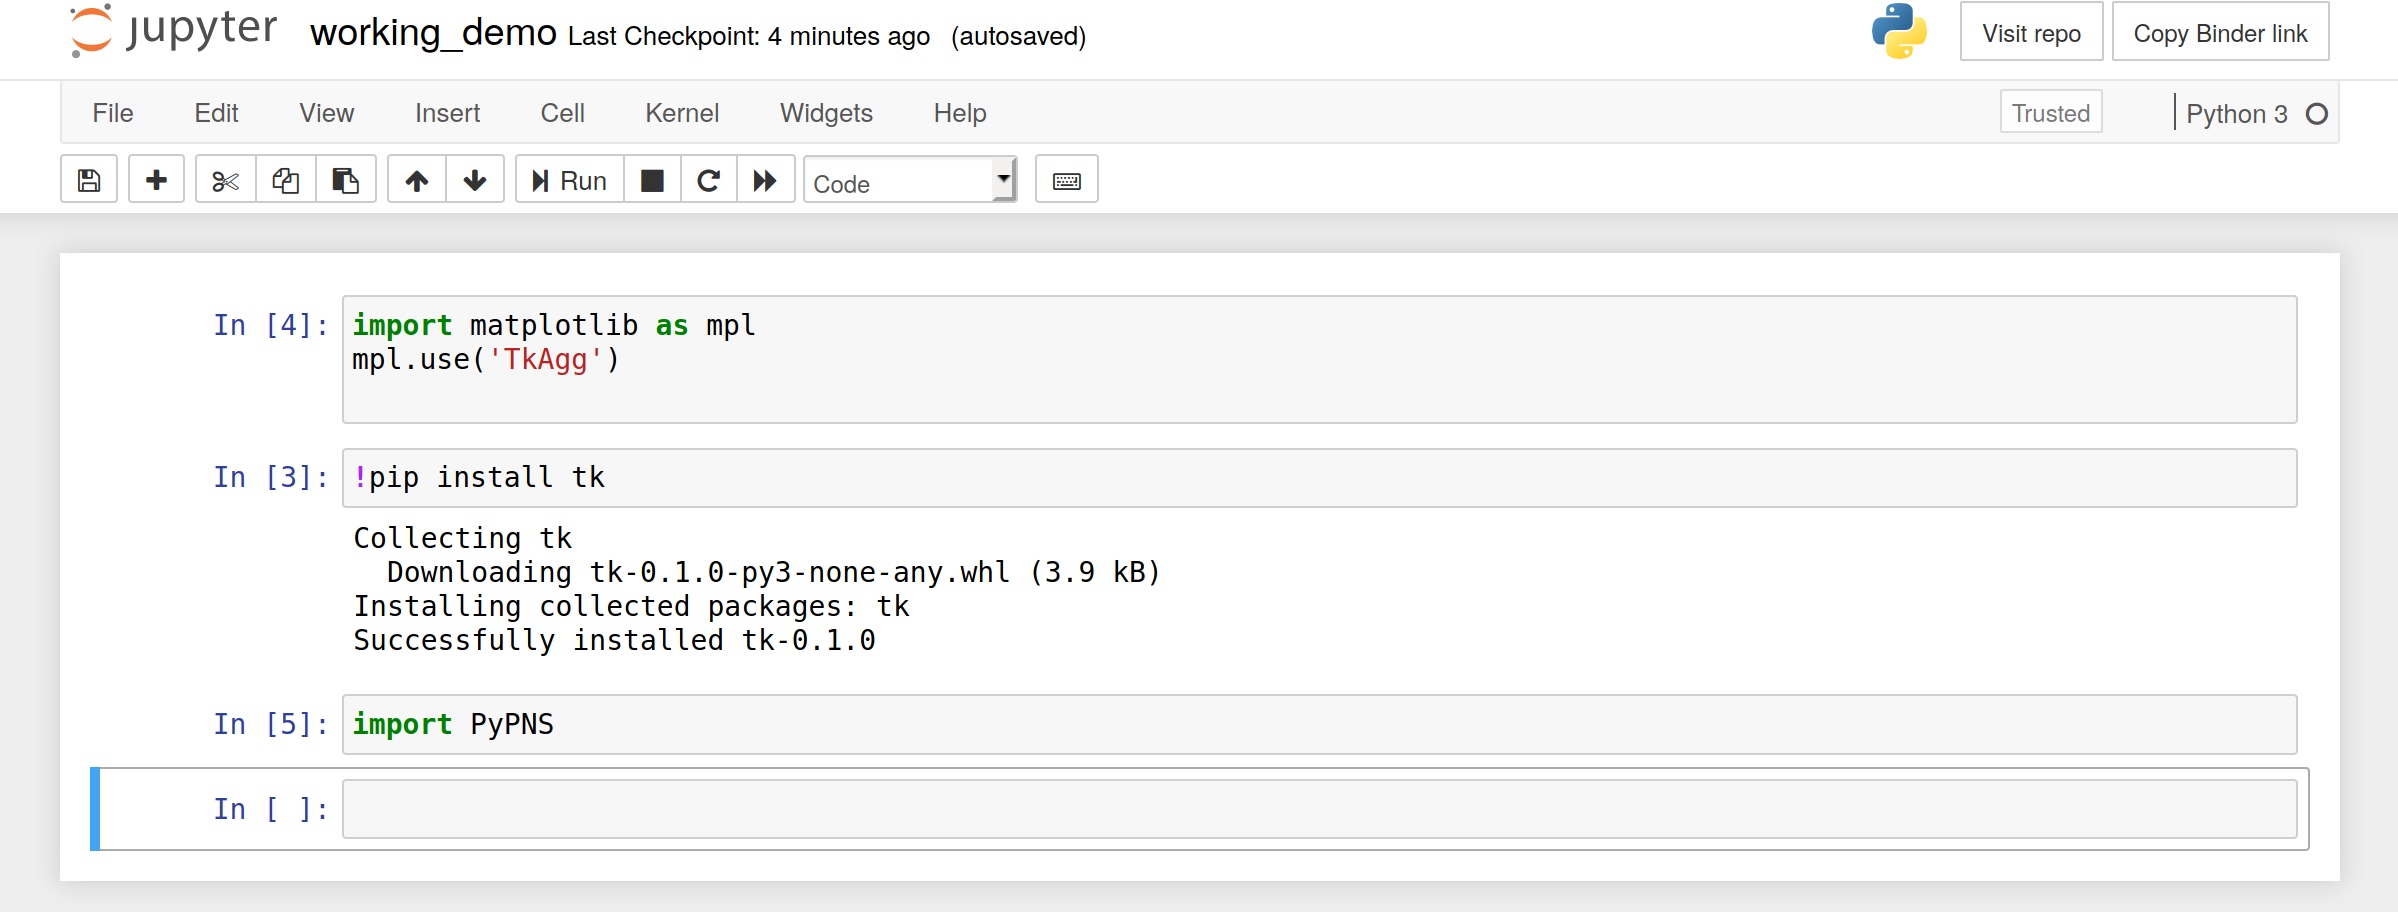 jupyter working_demo Last Checkpoint: 4 minutes ago (autosaved) Visit repo Copy Binder link
File Edit View Insert Cell Kernel Widgets Help Trusted Python 3
Run Code
In [4]: import matplotlib as mpl
mpl.use('TkAgg')
In [3]: !pip install tk
Collecting tk
  Downloading tk-0.1.0-py3-none-any.whl (3.9 kB)
Installing collected packages: tk
Successfully installed tk-0.1.0
In [5]: import PyPNS
In [ ]: